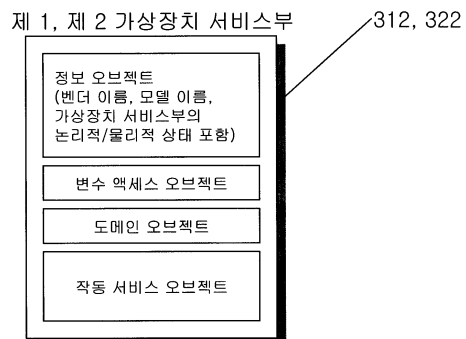 제 1, 제 2 가상장치 서비스부
312, 322
정보 오브젝트
(벤더 이름, 모델 이름,
가상장치 서비스부의
논리적/물리적 상태 포함)
변수 액세스 오브젝트
도메인 오브젝트
작동 서비스 오브젝트